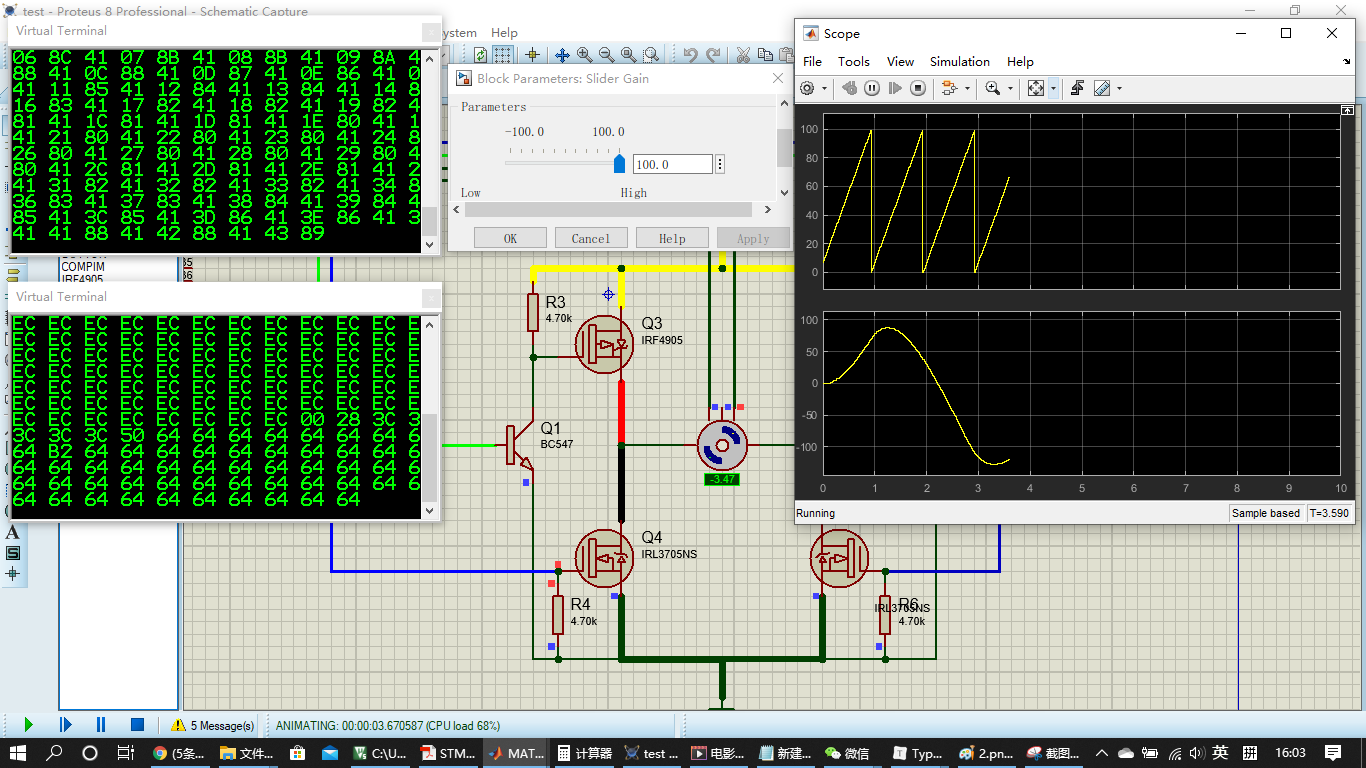 test - Proteus 8 Professional - Schematic Capture
Virtual Terminal
ystem Help
06 8C 41 07 8B 41 08 8B 41 09 8A 4
88 41 0C 88 41 0D 87 41 0E 86 41 0
41 11 85 41 12 84 41 13 84 41 14 8
16 83 41 17 82 41 18 82 41 19 82 4
81 41 1C 81 41 1D 81 41 1E 80 41 1
41 21 80 41 22 80 41 23 80 41 24 8
26 80 41 27 80 41 28 80 41 29 80 4
80 41 2C 81 41 2D 81 41 2E 81 41 2
41 31 82 41 32 82 41 33 82 41 34 8
36 83 41 37 83 41 38 84 41 39 84 4
85 41 3C 85 41 3D 86 41 3E 86 41 3
41 41 88 41 42 88 41 43 89
COMPIM
IRF4905
Virtual Terminal
EC EC EC EC EC EC EC EC EC EC EC E
EC EC EC EC EC EC EC EC EC EC EC E
EC EC EC EC EC EC EC EC EC EC EC E
EC EC EC EC EC EC EC EC EC EC EC E
EC EC EC EC EC EC EC EC EC EC EC E
EC EC EC EC EC EC EC EC EC EC EC E
EC EC EC EC EC EC EC EC 00 28 3C 3
3C 3C 3C 50 64 64 64 64 64 64 64 6
64 B2 64 64 64 64 64 64 64 64 64 6
64 64 64 64 64 64 64 64 64 64 64 6
64 64 64 64 64 64 64 64 64 64 64 6
64 64 64 64 64 64 64 64 64 64
Block Parameters: Slider Gain
Parameters
-100.0 100.0
100.0
Low High
OK Cancel Help Apply
Scope
File Tools View Simulation Help
100
80
60
40
20
0
100
50
0
-50
-100
0 1 2 3 4 5 6 7 8 9 10
Running Sample based T=3.590
R3
4.70k
Q3
IRF4905
Q1
BC547
-3.47
Q4
IRL3705NS
R4
4.70k
R6
IRL3705NS
4.70k
A
S
5 Message(s) ANIMATING: 00:00:03.670587 (CPU load 68%)
(5条... 文件... C:\U... STM... MAT... 计算器 test ... 电影... 新建... 微信 Typ... 2.pn... 截图... 英 拼 16:03